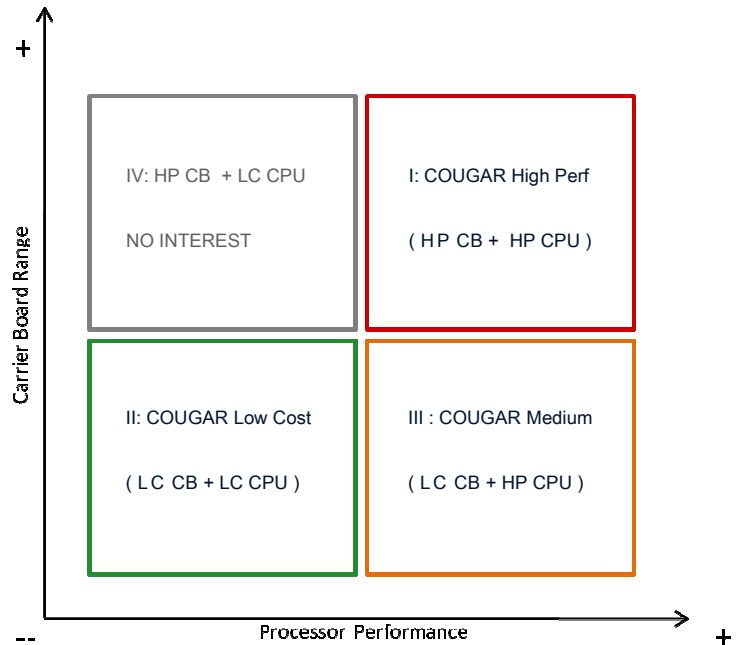 +
IV: HP CB + LC CPU
NO INTEREST
I: COUGAR High Perf
( HP CB + HP CPU )
Carrier Board Range
II: COUGAR Low Cost
( LC CB + LC CPU )
III : COUGAR Medium
( LC CB + HP CPU )
--
Processor Performance
+